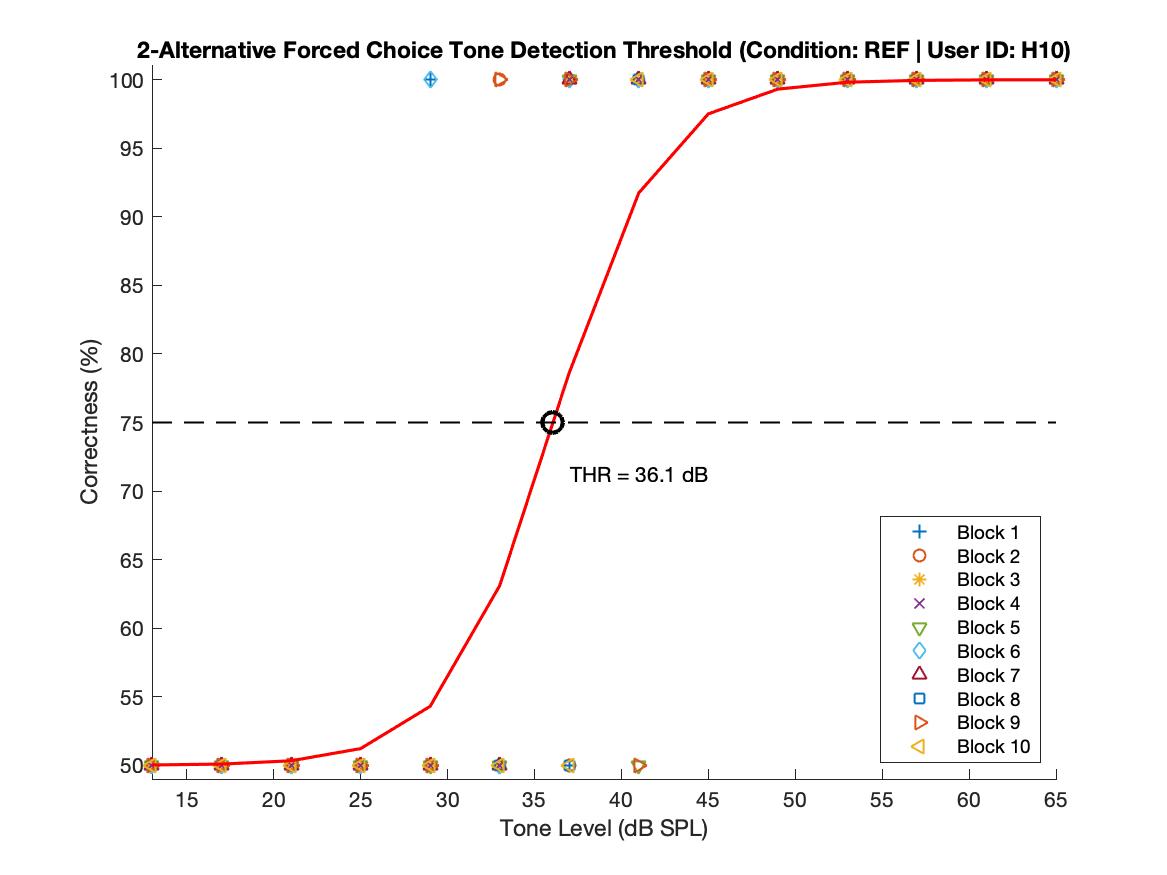 2-Alternative Forced Choice Tone Detection Threshold (Condition: REF | User ID: H10)
100
95
90
85
80
75
70
65
60
55
50
Correctness (%)
THR = 36.1 dB
Block 1
Block 2
Block 3
Block 4
Block 5
Block 6
Block 7
Block 8
Block 9
Block 10
15 20 25 30 35 40 45 50 55 60 65
Tone Level (dB SPL)